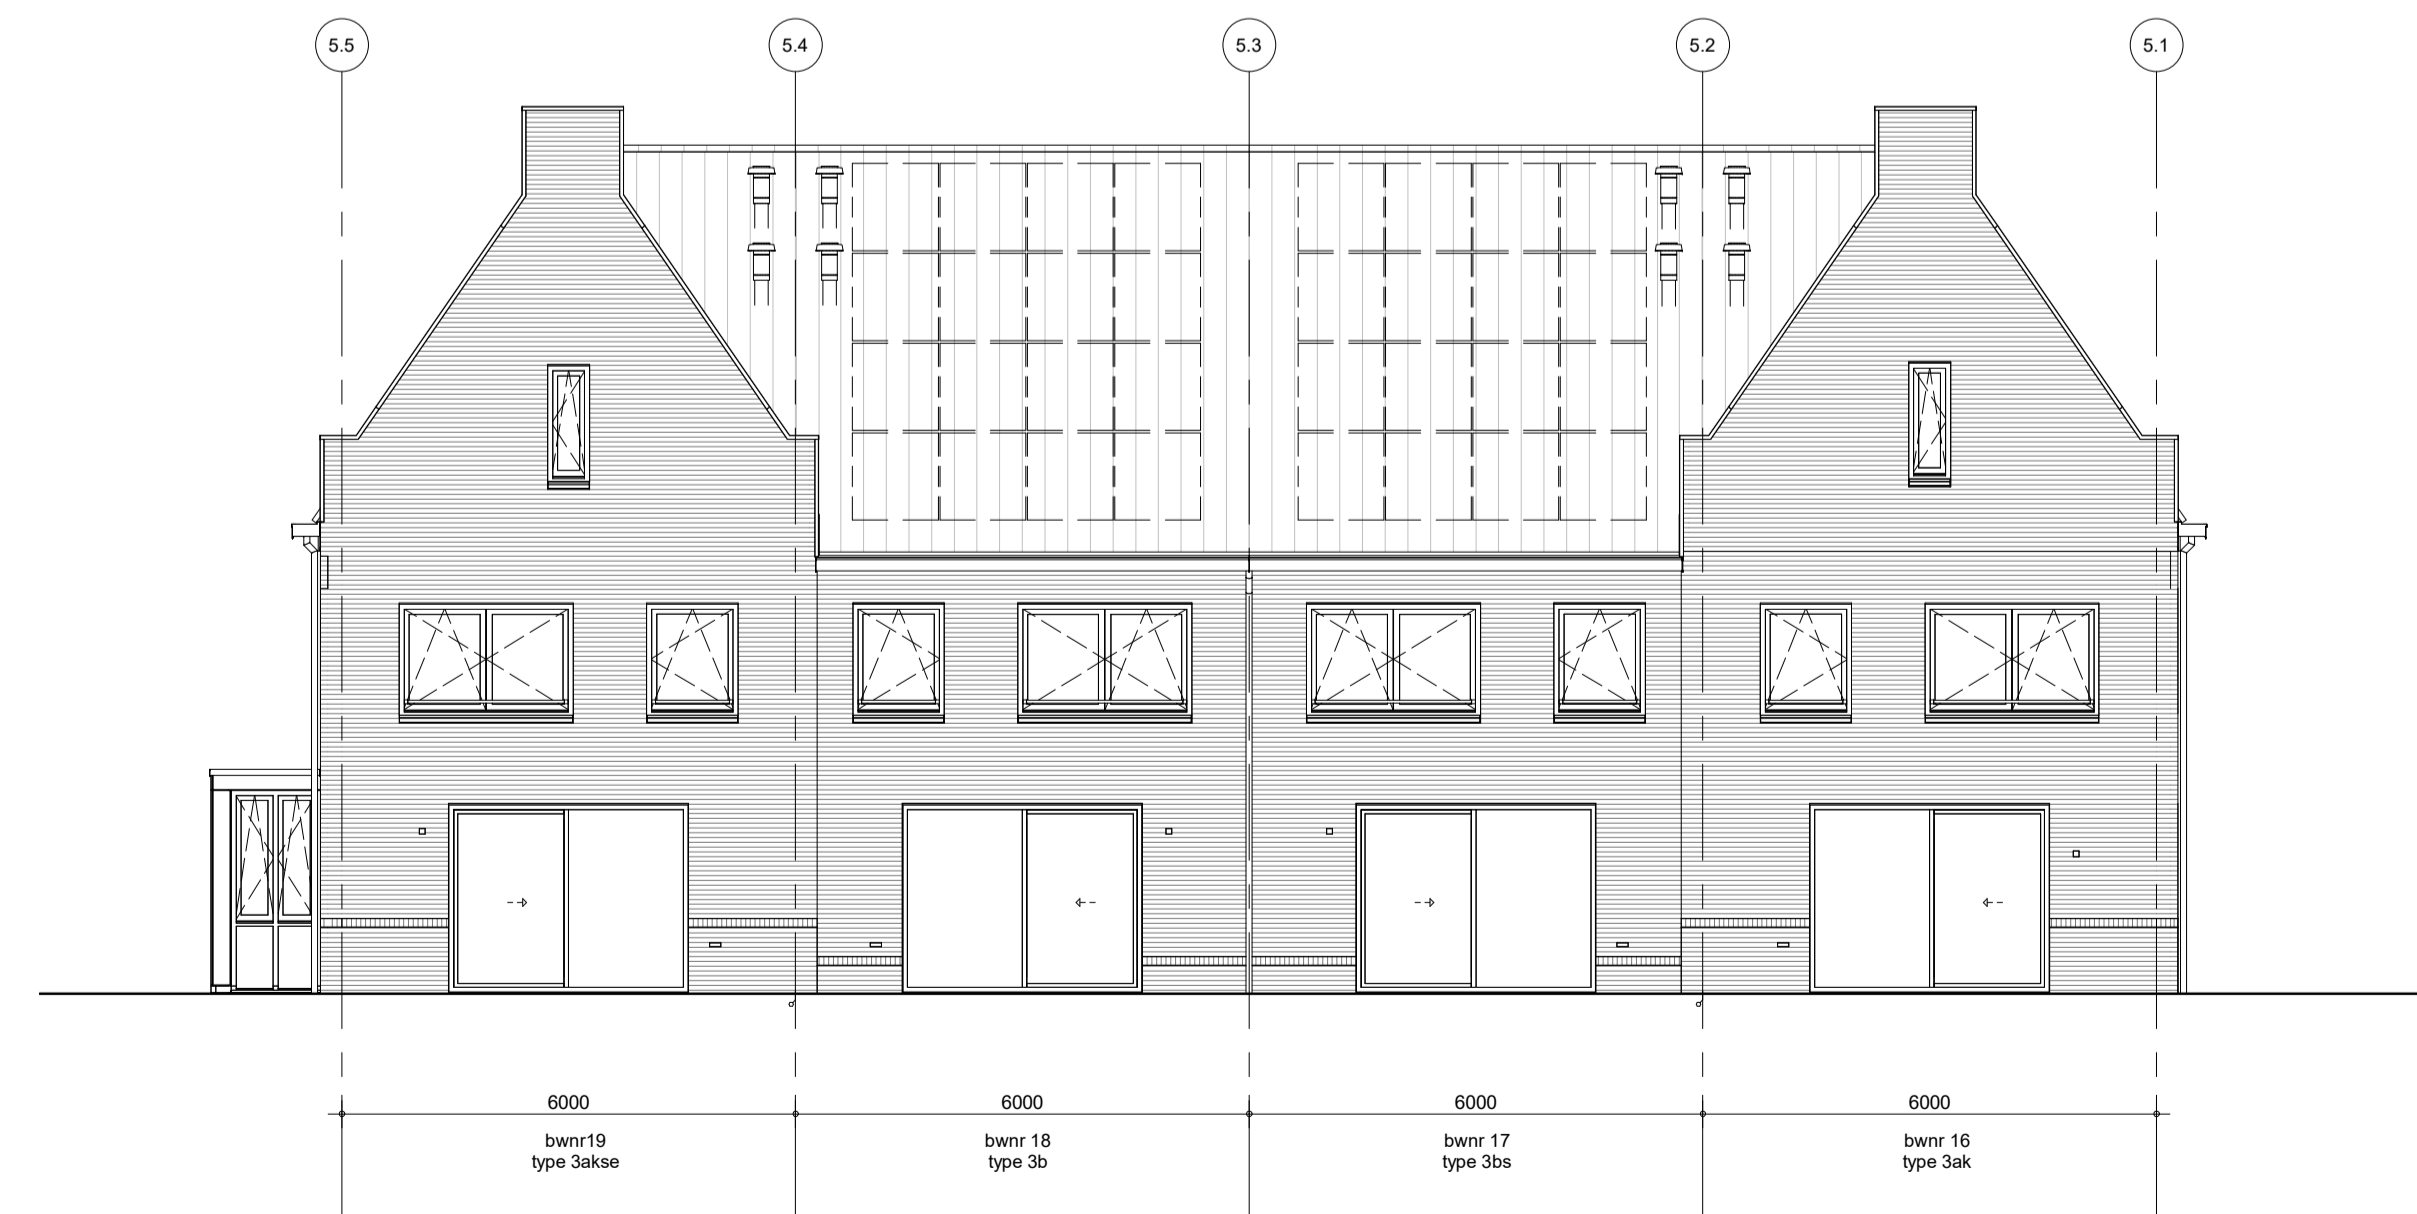 5.5 5.4 5.3 5.2 5.1
6000 6000 6000 6000
bwnr19 bwnr 18 bwnr 17 bwnr 16
type 3akse type 3b type 3bs type 3ak